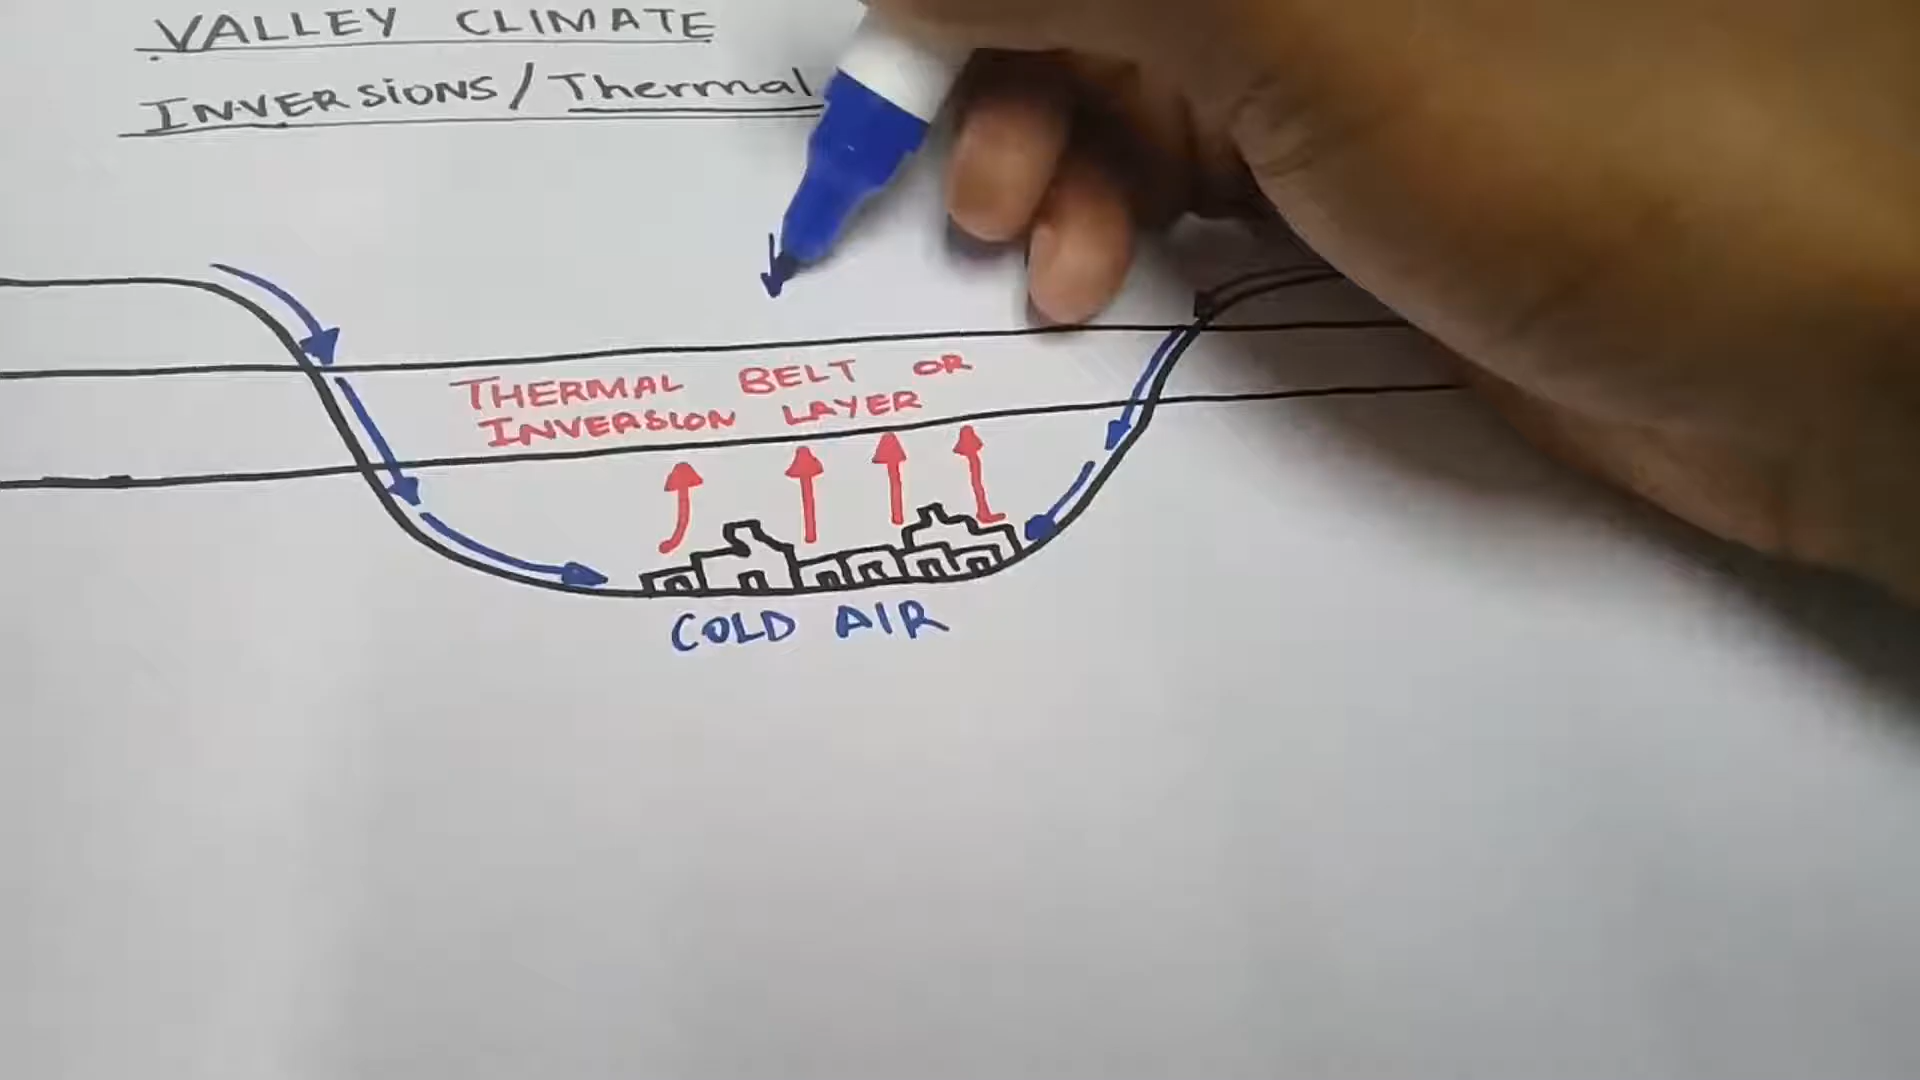 VALLEY CLIMATE
INVERSIONS/Thermal
THERMAL BELT OR
INVERSION LAYER
COLD AIR